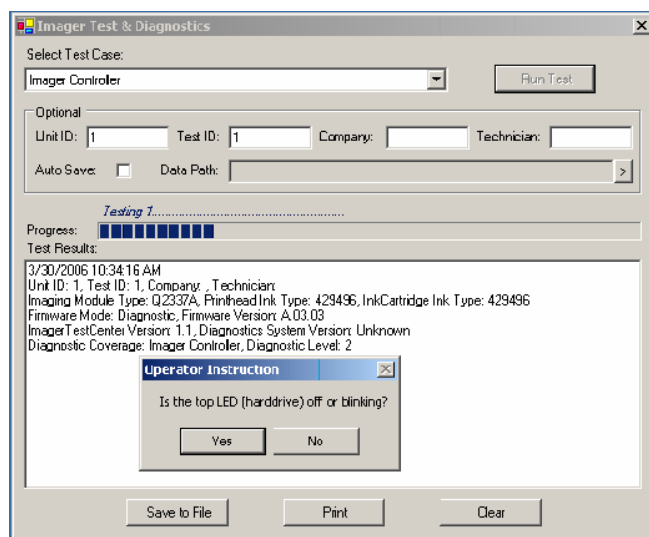 Imager Test & Diagnostics
Select Test Case:
Imager Controller
Run Test
Optional
Unit ID: 1 Test ID: 1 Company: Technician:
Auto Save: Data Path: >
Testing 1..........................................................
Progress:
Test Results:
3/30/2006 10:34:16 AM
Unit ID: 1, Test ID: 1, Company: , Technician:
Imaging Module Type: Q2337A, Printhead Ink Type: 429496, InkCartridge Ink Type: 429496
Firmware Mode: Diagnostic, Firmware Version: A.03.03
ImagerTestCenter Version: 1.1, Diagnostics System Version: Unknown
Diagnostic Coverage: Imager Controller, Diagnostic Level: 2
Operator Instruction
Is the top LED (harddrive) off or blinking?
Yes No
Save to File Print Clear